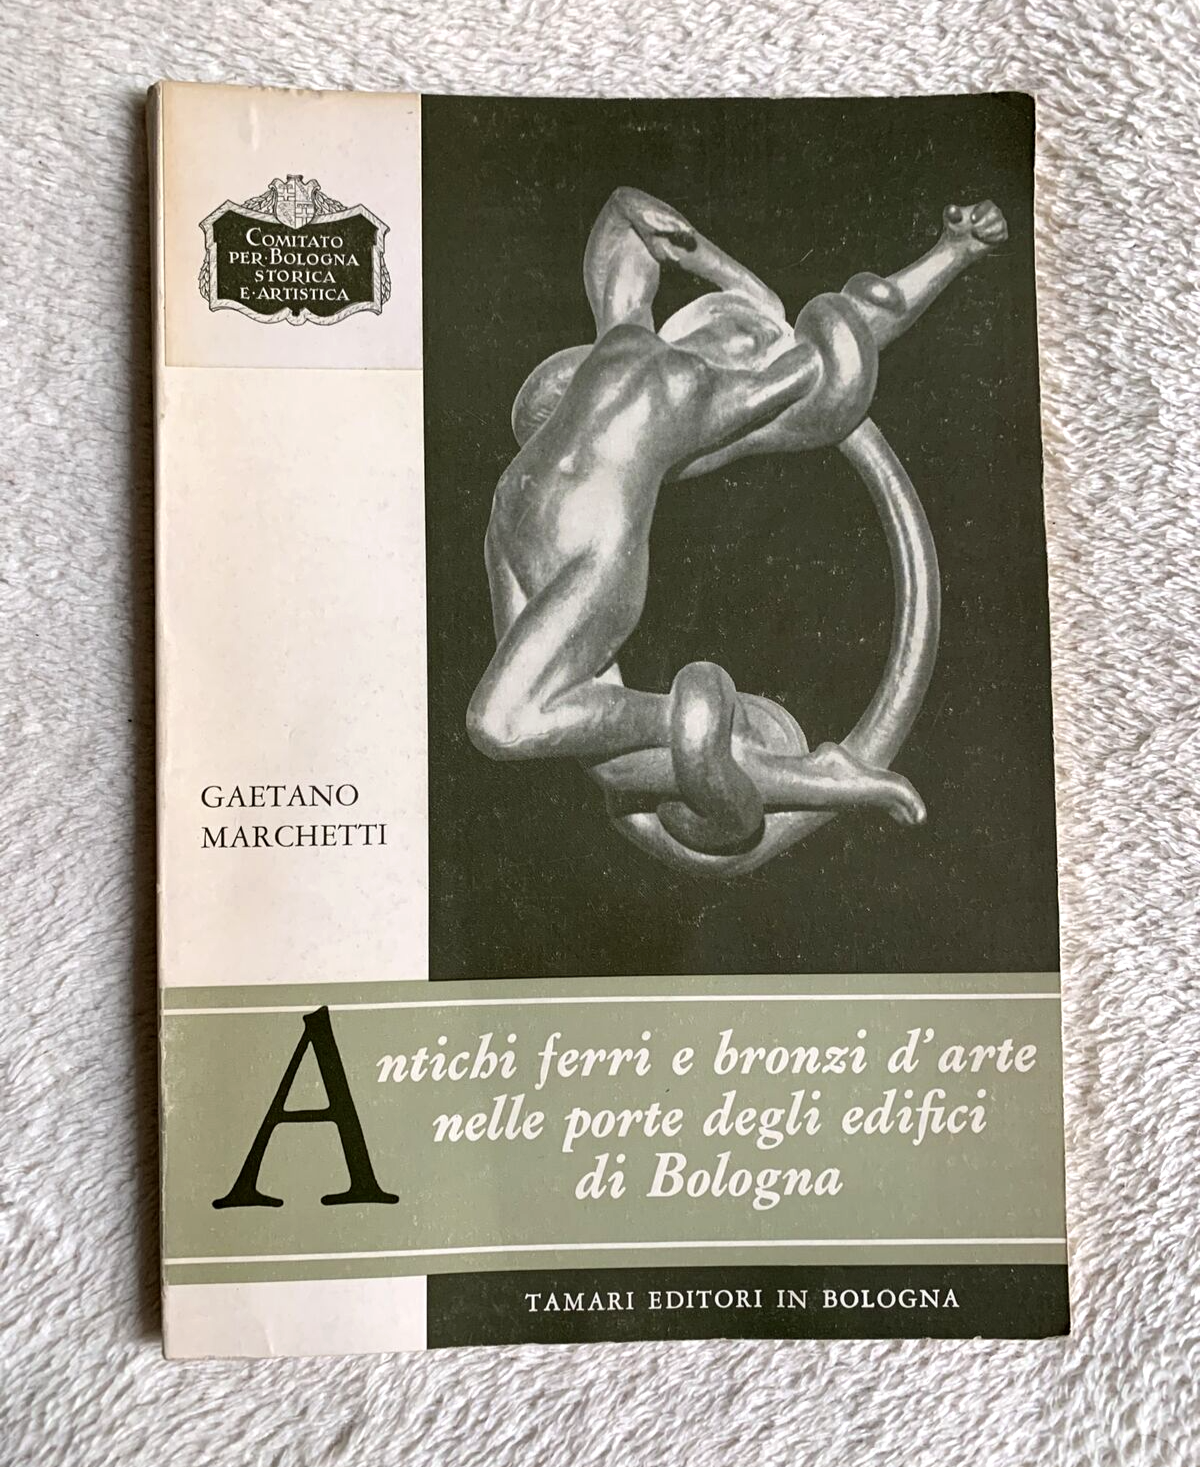 COMITATO
PER·BOLOGNA
STORICA
E·ARTISTICA
GAETANO
MARCHETTI
Antichi ferri e bronzi d'arte
nelle porte degli edifici
di Bologna
TAMARI EDITORI IN BOLOGNA